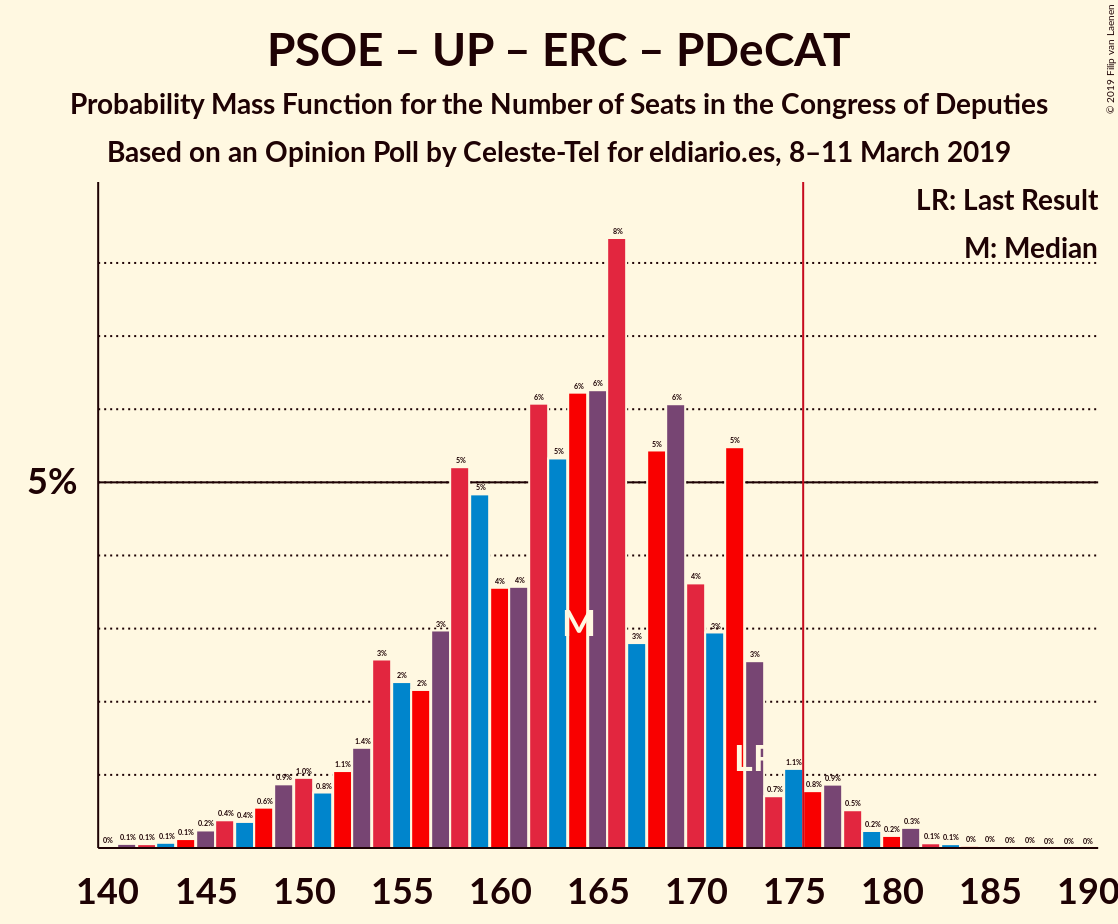 PSOE – UP – ERC – PDeCAT
Probability Mass Function for the Number of Seats in the Congress of Deputies
Based on an Opinion Poll by Celeste-Tel for eldiario.es, 8–11 March 2019
© 2019 Filip van Laenen
LR: Last Result
M: Median
5%
0% 0.1% 0.1% 0.1% 0.1% 0.2% 0.4% 0.4% 0.6% 0.9% 1.0% 0.8% 1.1% 1.4% 3% 2% 2% 3% 5% 5% 4% 4% 6% 5% 6% 6% 8% 3% 5% 6% 4% 3% 5% 3% 0.7% 1.1% 0.8% 0.9% 0.5% 0.2% 0.2% 0.3% 0.1% 0.1% 0% 0% 0% 0% 0% 0% 0%
M
LR
140 145 150 155 160 165 170 175 180 185 190